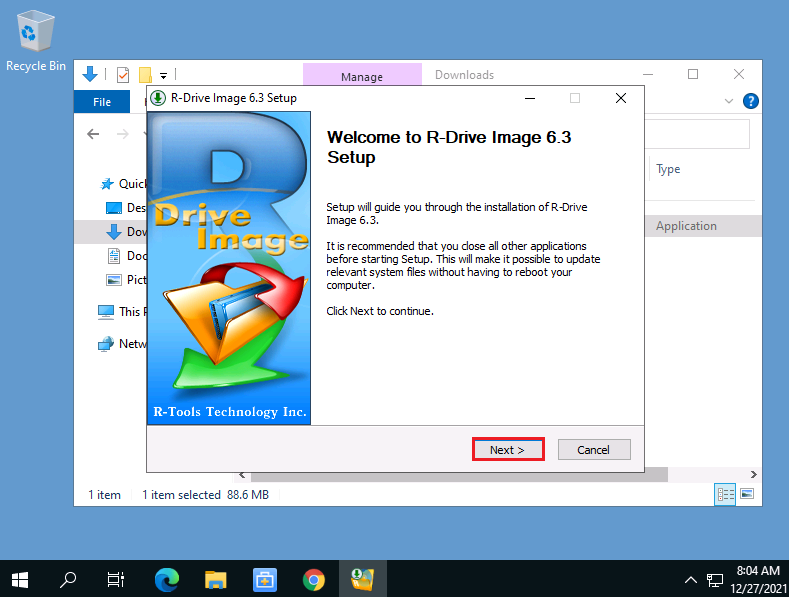 Recycle Bin
Manage
Downloads
File
?
R-Drive Image 6.3 Setup
Type
Quick
Des
Dow
Doc
Pict
This P
Netw
Application
R
Drive
Image
R-Tools Technology Inc.
Welcome to R-Drive Image 6.3
Setup
Setup will guide you through the installation of R-Drive
Image 6.3.
It is recommended that you close all other applications
before starting Setup. This will make it possible to update
relevant system files without having to reboot your
computer.
Click Next to continue.
Next >
Cancel
1 item
1 item selected 88.6 MB
8:04 AM
12/27/2021